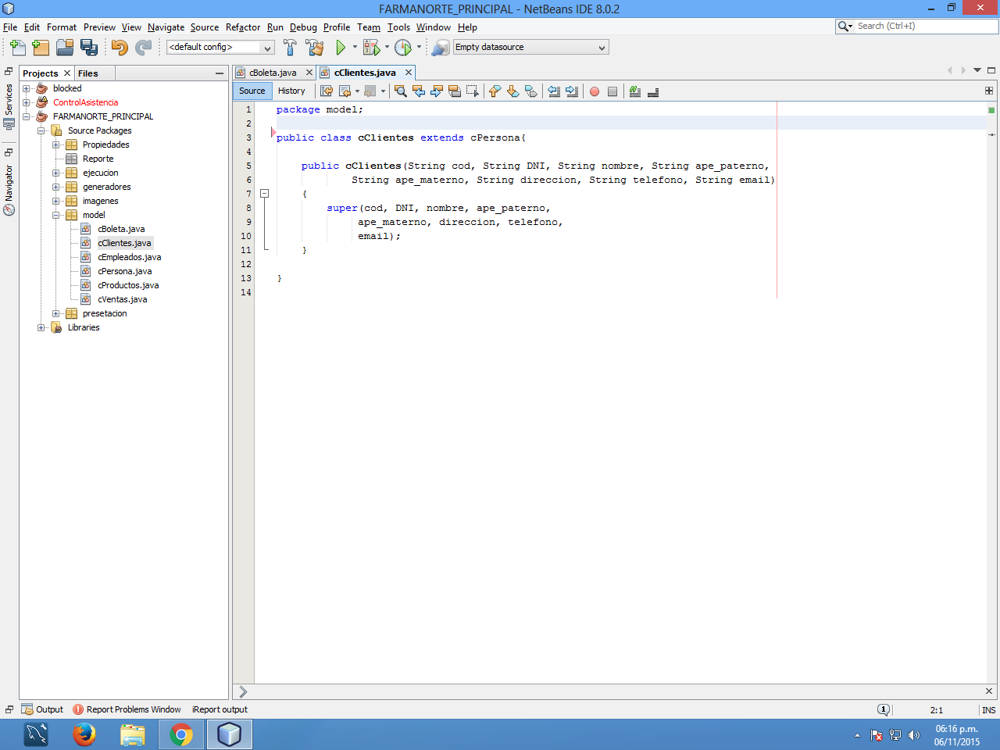 FARMANORTE_PRINCIPAL - NetBeans IDE 8.0.2
File Edit Format Preview View Navigate Source Refactor Run Debug Profile Team Tools Window Help
Search (Ctrl+I)
<default config>
Empty datasource
Projects Files
cBoleta.java cClientes.java
Services
Navigator
blocked
ControlAsistencia
FARMANORTE_PRINCIPAL
Source Packages
Propiedades
Reporte
ejecucion
generadores
imagenes
model
cBoleta.java
cClientes.java
cEmpleados.java
cPersona.java
cProductos.java
cVentas.java
presetacion
Libraries
Source History
1 package model;
2
3 public class cClientes extends cPersona{
4
5 public cClientes(String cod, String DNI, String nombre, String ape_paterno,
6 String ape_materno, String direccion, String telefono, String email)
7 {
8 super(cod, DNI, nombre, ape_paterno,
9 ape_materno, direccion, telefono,
10 email);
11 }
12
13 }
14
Output Report Problems Window iReport output
1
2:1
INS
06:16 p.m.
06/11/2015